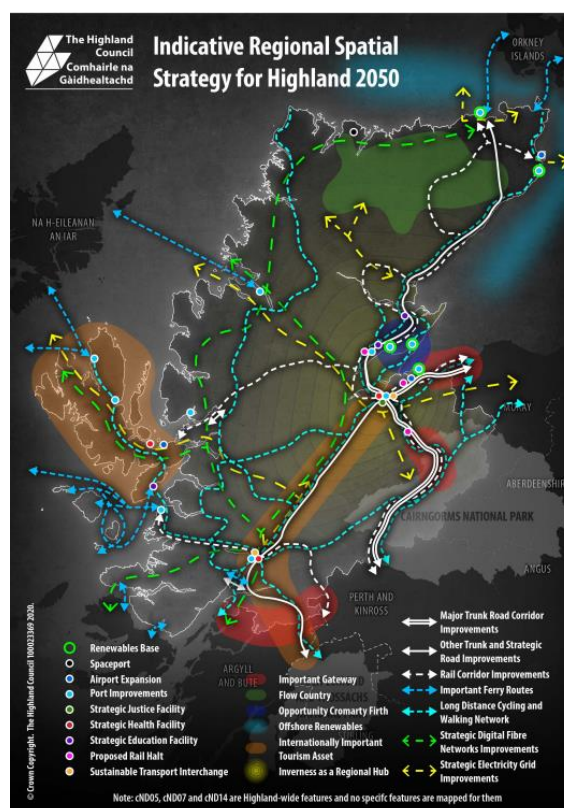 The Highland
Council
Comhairle na
Gàidhealtachd
Indicative Regional Spatial
Strategy for Highland 2050
ORKNEY
ISLANDS
NA H-EILEANAN
AN IAR
MORAY
ABERDEENSHIRE
CAIRNGORMS NATIONAL PARK
ANGUS
PERTH AND
KINROSS
ARGYLL
AND BUTE
Renewables Base
Spaceport
Airport Expansion
Port Improvements
Strategic Justice Facility
Strategic Health Facility
Strategic Education Facility
Proposed Rail Halt
Sustainable Transport Interchange
Important Gateway
Flow Country
Opportunity Cromarty Firth
Offshore Renewables
Internationally Important
Tourism Asset
Inverness as a Regional Hub
Major Trunk Road Corridor
Improvements
Other Trunk and Strategic
Road Improvements
Rail Corridor Improvements
Important Ferry Routes
Long Distance Cycling and
Walking Network
Strategic Digital Fibre
Networks Improvements
Strategic Electricity Grid
Improvements
Note: cND05, cND07 and cND14 are Highland-wide features and no specifc features are mapped for them
© Crown Copyright. The Highland Council 100023369 2020.